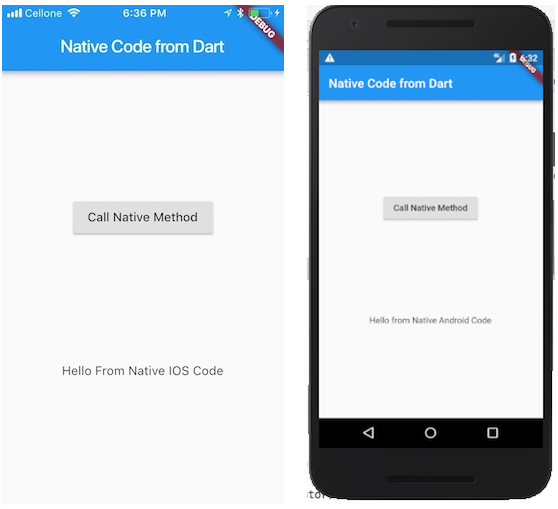 Cellone 6:36 PM
DEBUG
Native Code from Dart
Call Native Method
Hello From Native IOS Code
6:32
DEBUG
Native Code from Dart
Call Native Method
Hello from Native Android Code
tor